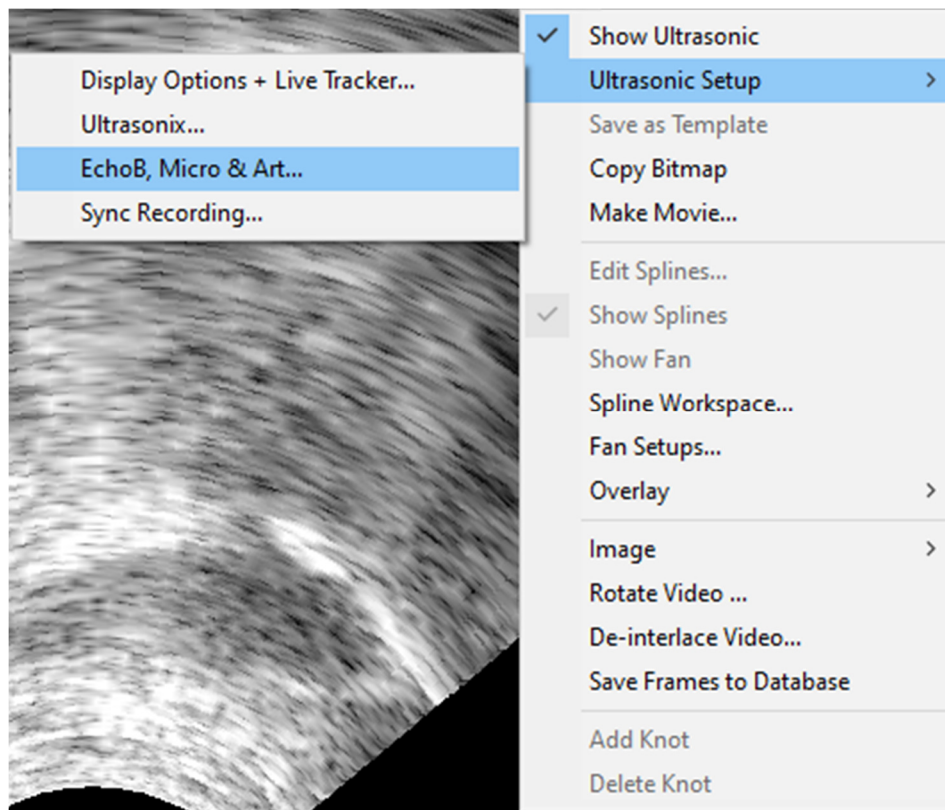 Show Ultrasonic
Ultrasonic Setup
Save as Template
Copy Bitmap
Make Movie...
Edit Splines...
Show Splines
Show Fan
Spline Workspace...
Fan Setups...
Overlay
Image
Rotate Video ...
De-interlace Video...
Save Frames to Database
Add Knot
Delete Knot
Display Options + Live Tracker...
Ultrasonix...
EchoB, Micro & Art...
Sync Recording...